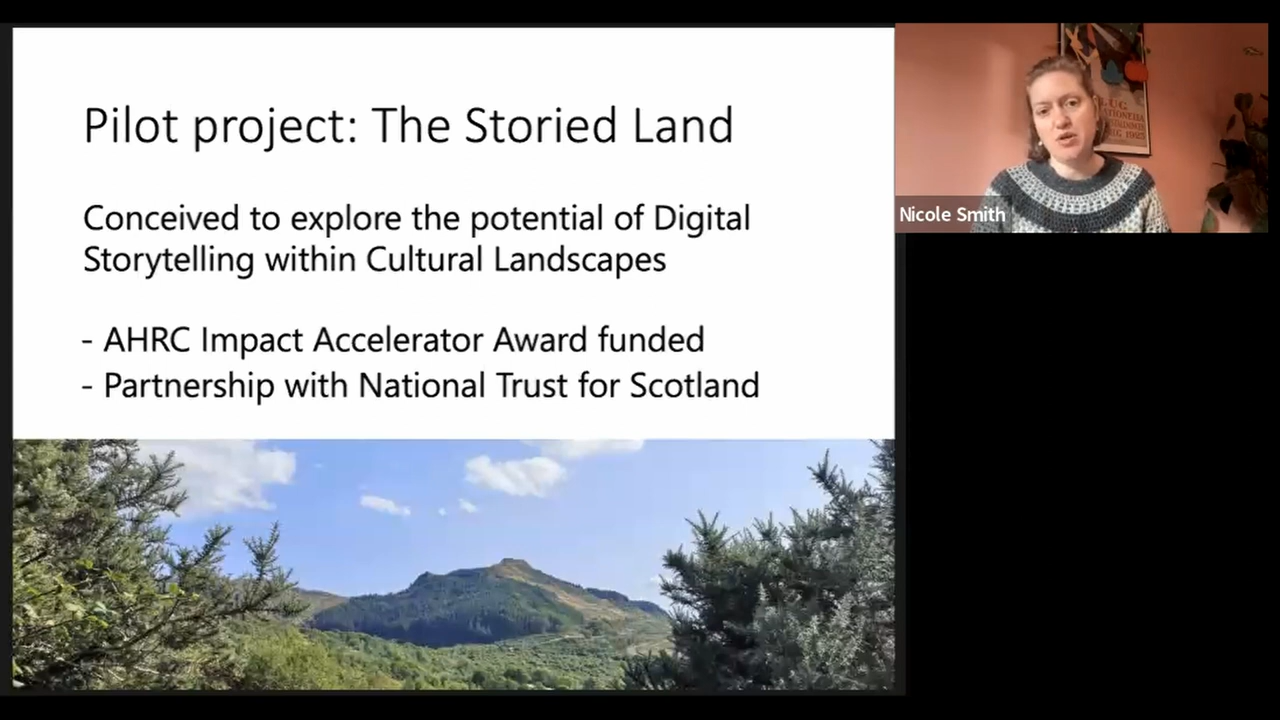 Pilot project: The Storied Land
Conceived to explore the potential of Digital
Storytelling within Cultural Landscapes
- AHRC Impact Accelerator Award funded
- Partnership with National Trust for Scotland
Nicole Smith